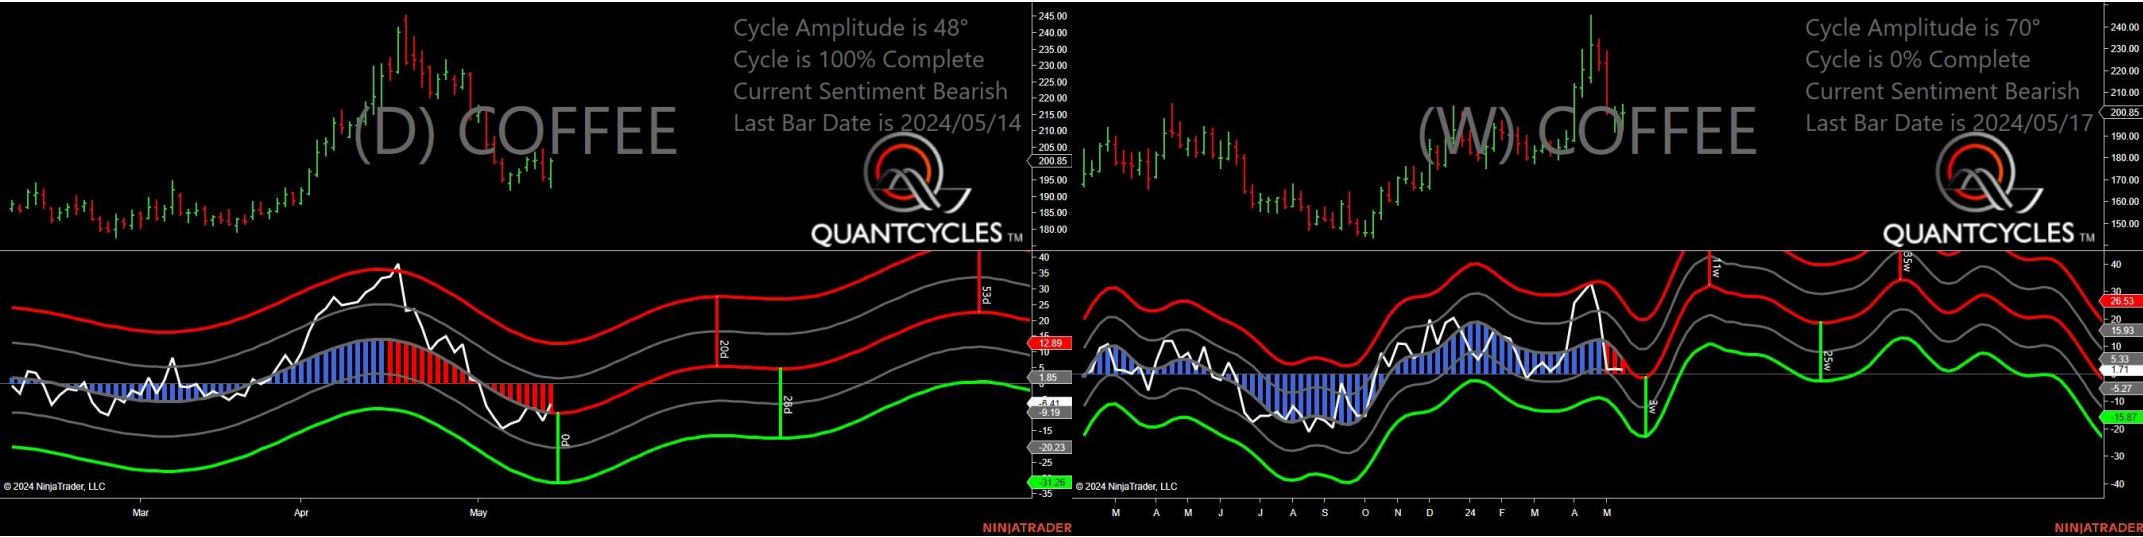 Cycle Amplitude is 48°
Cycle is 100% Complete
Current Sentiment Bearish
Last Bar Date is 2024/05/14
(D) COFFEE
QUANTCYCLES TM
245.00
240.00
235.00
230.00
225.00
220.00
215.00
210.00
205.00
200.85
195.00
190.00
185.00
180.00
40
35
30
25
20
15
12.89
10
5
1.85
-6.41
-9.19
-15
-20.23
-25
-31.26
-35
20d
53d
28d
0d
© 2024 NinjaTrader, LLC
Mar
Apr
May
NINJATRADER
Cycle Amplitude is 70°
Cycle is 0% Complete
Current Sentiment Bearish
Last Bar Date is 2024/05/17
(W) COFFEE
QUANTCYCLES TM
240.00
230.00
220.00
210.00
200.85
190.00
180.00
170.00
160.00
150.00
40
30
26.53
20
15.93
10
5.33
1.71
-5.27
-10
-15.87
-20
-30
-40
11w
35w
25w
3w
© 2024 NinjaTrader, LLC
M A M J J A S O N D 24 F M A M
NINJATRADER